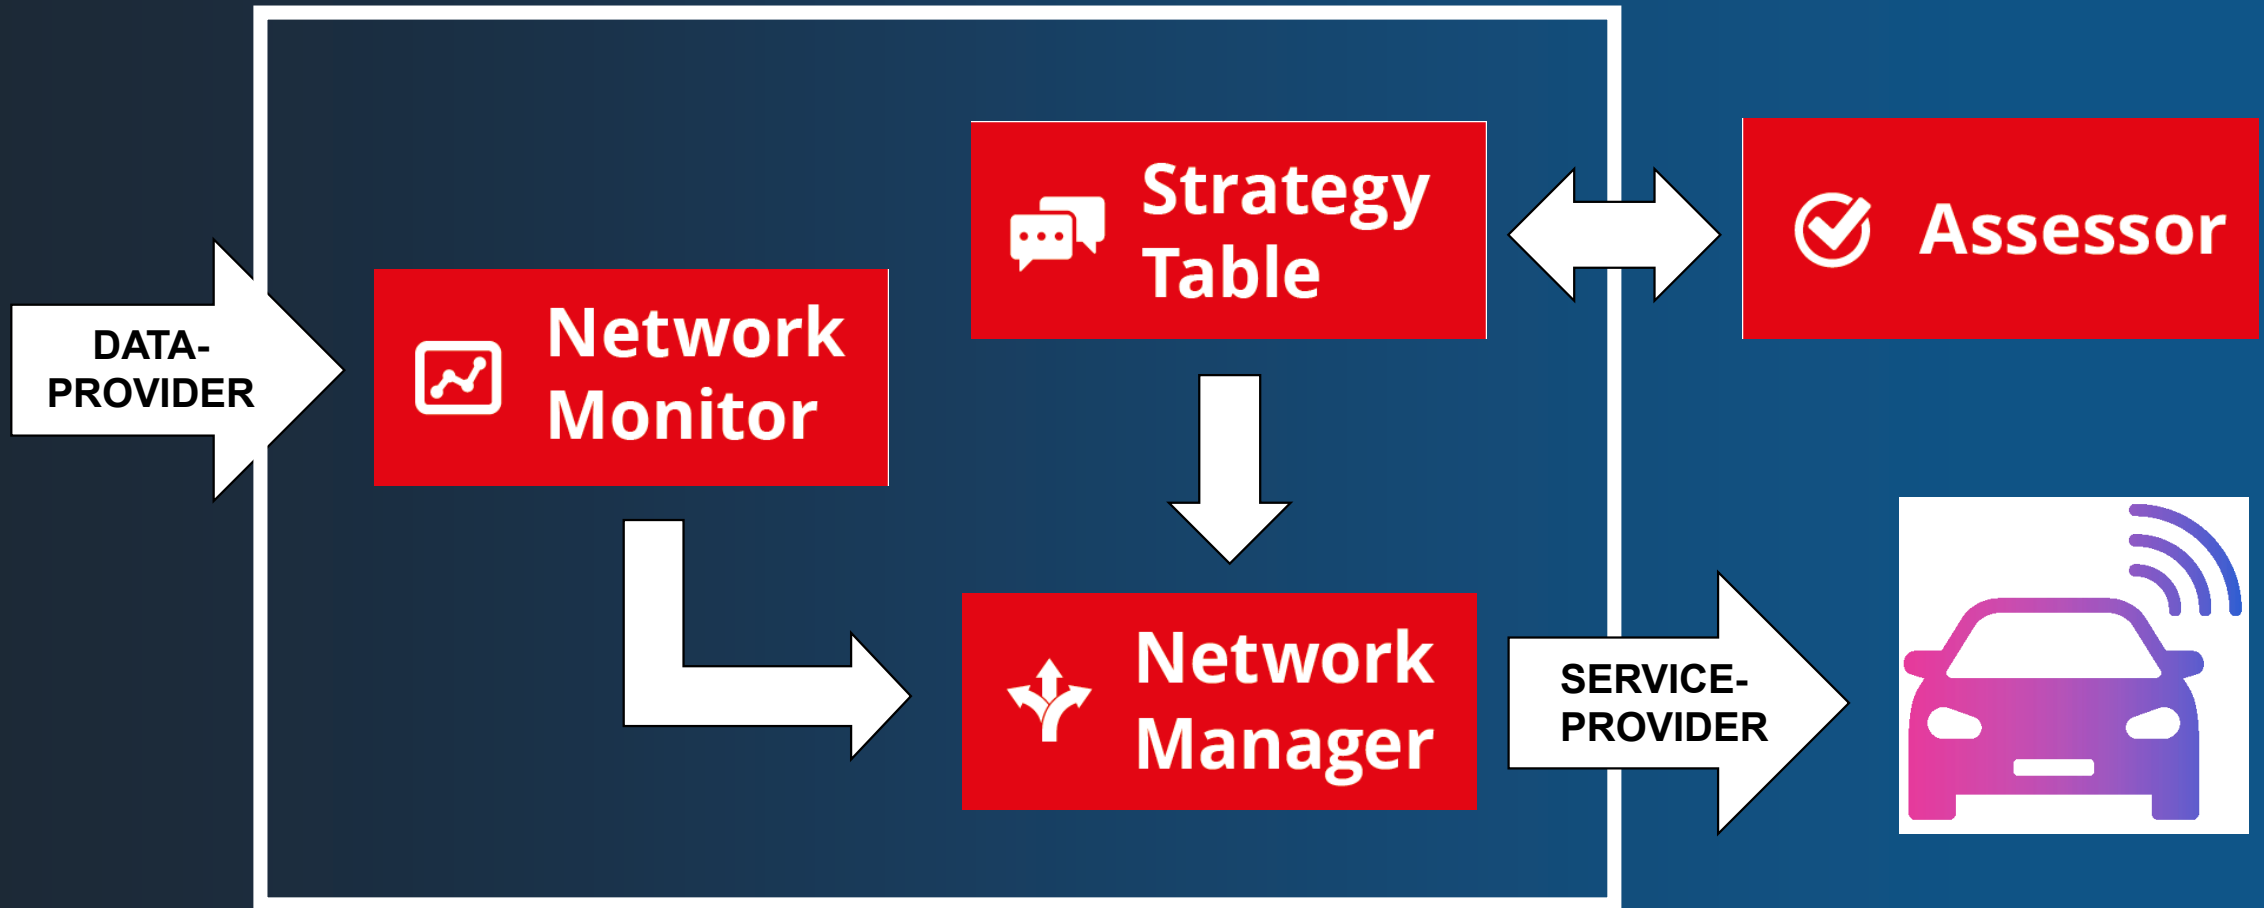 DATA-
PROVIDER
Network
Monitor
Strategy
Table
Assessor
Network
Manager
SERVICE-
PROVIDER